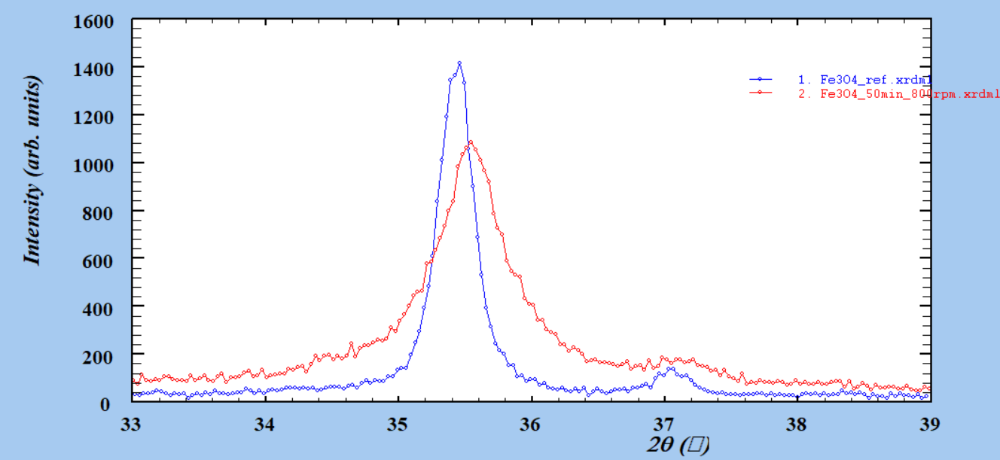 1600
1400
1200
1000
800
600
400
200
0
Intensity (arb. units)
1. Fe3O4_ref.xrdml
2. Fe3O4_50min_800rpm.xrdml
33 34 35 36 37 38 39
2θ (▯)